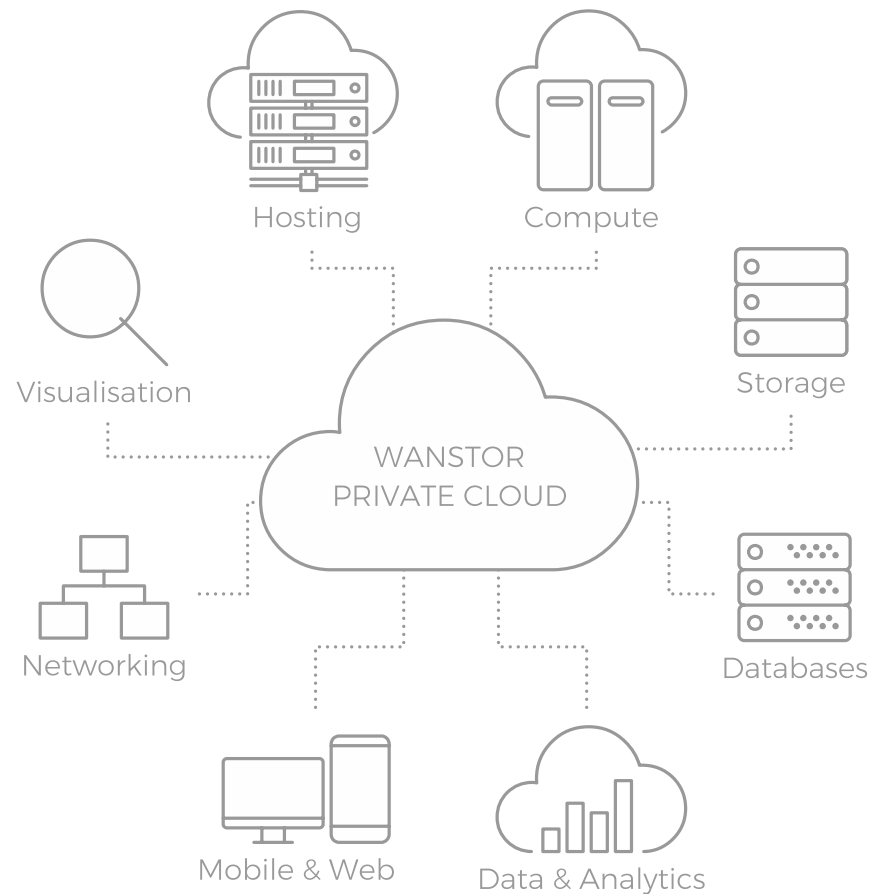 Hosting
Compute
Visualisation
Storage
WANSTOR
PRIVATE CLOUD
Networking
Databases
Mobile & Web
Data & Analytics